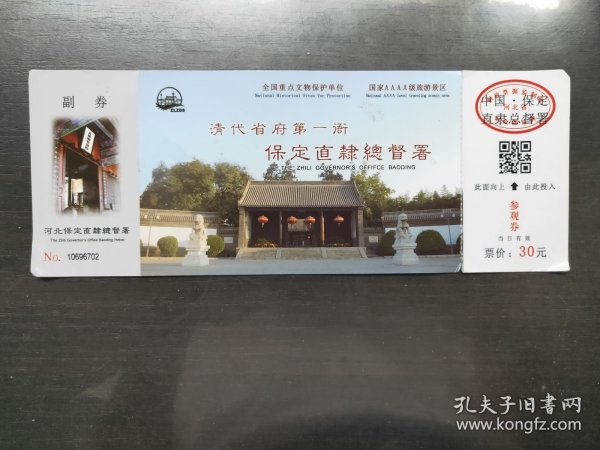 副 券
河北保定直隸總督署
The Zhili Governor's Office Baoding Hebei
No. 10696702
CLZDS
全国重点文物保护单位
National Historical Sites for Protection
国家AAAA级旅游景区
National AAAA Level traveling scenic area
清代省府第一衙
保定直隸總督署
THE ZHILI GOVERNOR'S OFFIFCE BAODING
中国·保定
直隶总督署
河北省
此面向上 由此投入
参观券
当日有效
票价：30元
孔夫子旧书网
www.kongfz.com